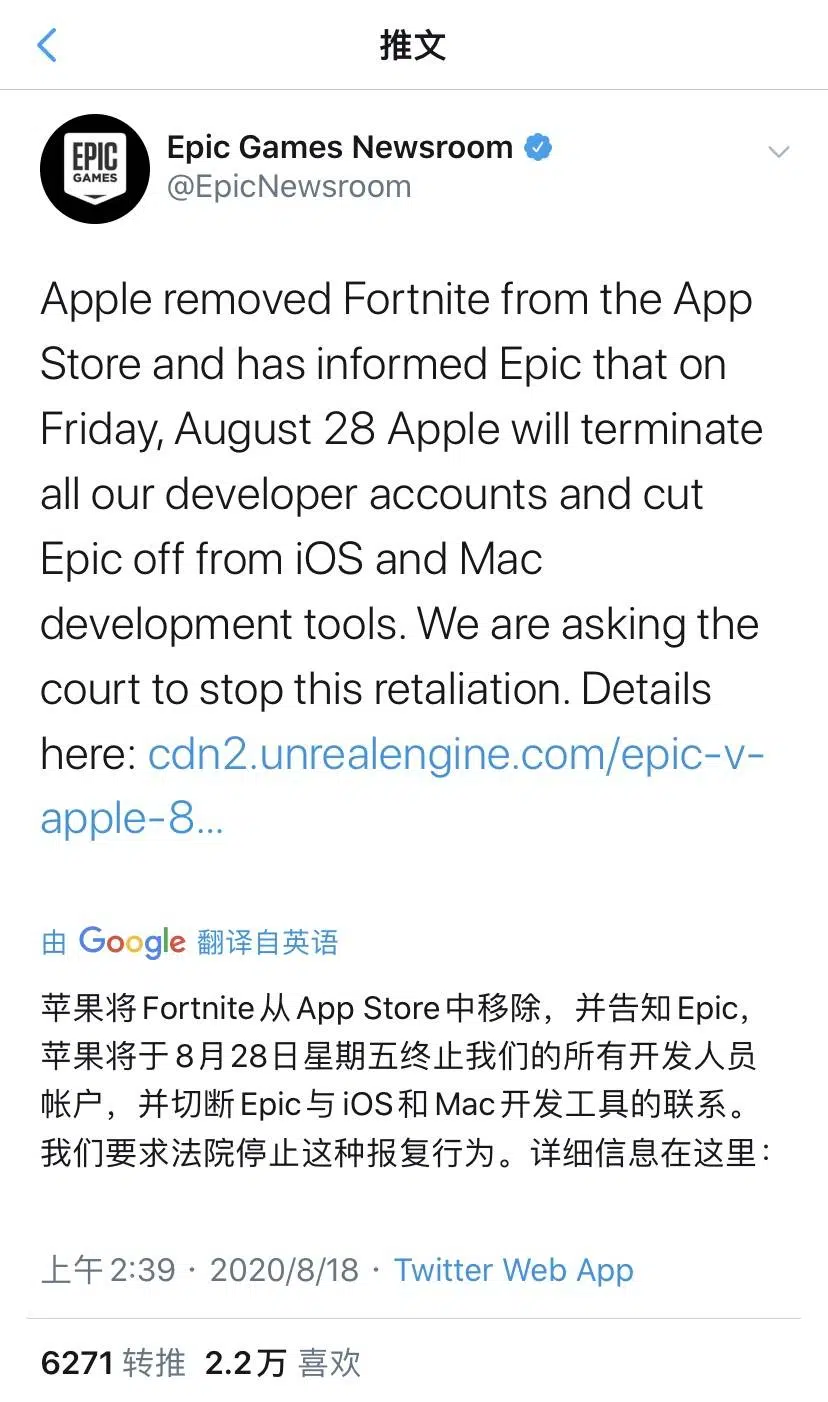 推文
EPIC
GAMES
Epic Games Newsroom
@EpicNewsroom
Apple removed Fortnite from the App
Store and has informed Epic that on
Friday, August 28 Apple will terminate
all our developer accounts and cut
Epic off from iOS and Mac
development tools. We are asking the
court to stop this retaliation. Details
here: cdn2.unrealengine.com/epic-v-
apple-8...
由 Google 翻译自英语
苹果将Fortnite从App Store中移除，并告知Epic，
苹果将于8月28日星期五终止我们的所有开发人员
帐户，并切断Epic与iOS和Mac开发工具的联系。
我们要求法院停止这种报复行为。详细信息在这里：
上午2:39 · 2020/8/18 · Twitter Web App
6271 转推 2.2万 喜欢